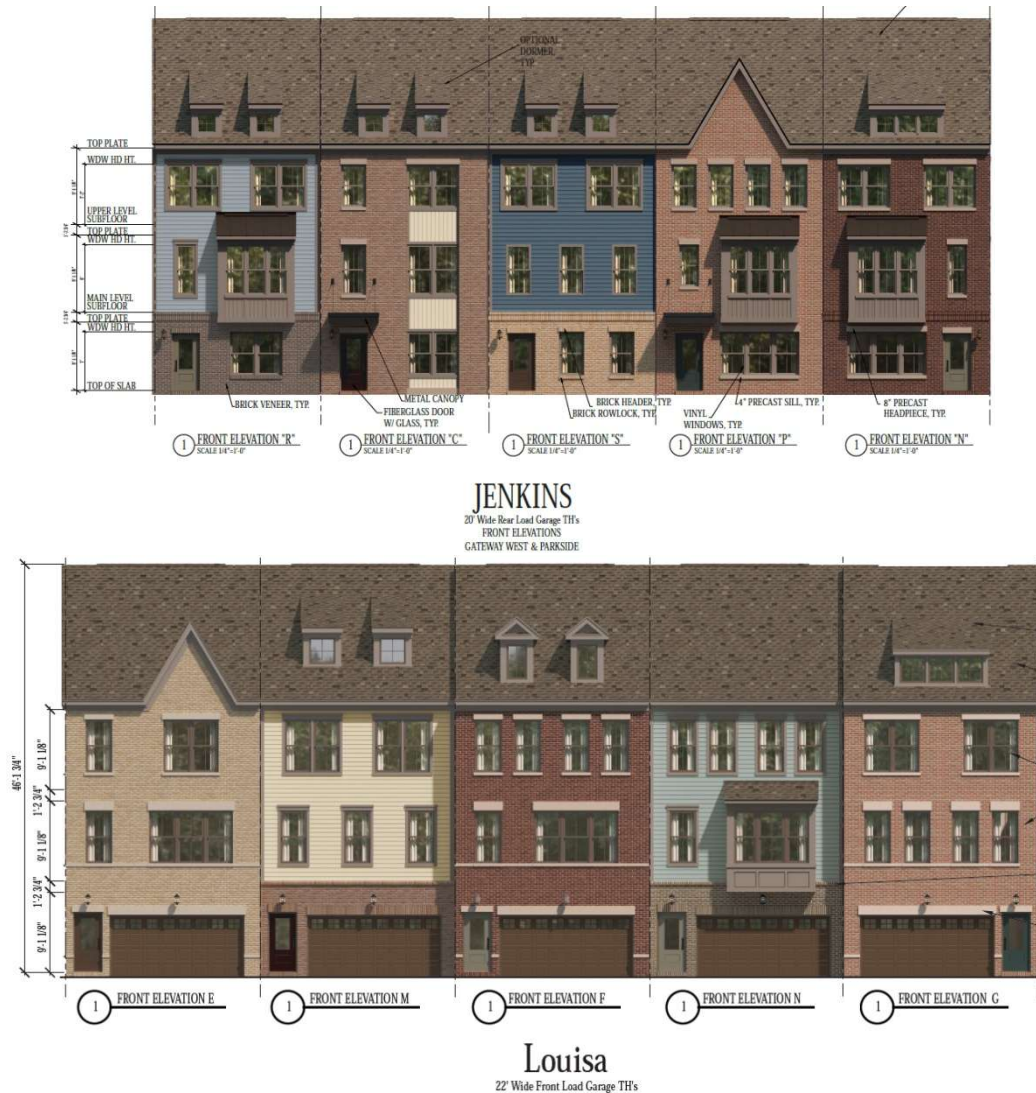 OPTIONAL
DORMER,
TYP.
TOP PLATE
WDW HD HT.
UPPER LEVEL
SUBFLOOR
TOP PLATE
WDW HD HT.
MAIN LEVEL
SUBFLOOR
TOP PLATE
WDW HD HT.
TOP OF SLAB
BRICK VENEER, TYP.
METAL CANOPY
FIBERGLASS DOOR
W/ GLASS, TYP.
BRICK HEADER, TYP.
BRICK ROWLOCK, TYP.
VINYL
WINDOWS, TYP.
4" PRECAST SILL, TYP.
8" PRECAST
HEADPIECE, TYP.
1 FRONT ELEVATION "R"
SCALE 1/4"=1'-0"
1 FRONT ELEVATION "C"
SCALE 1/4"=1'-0"
1 FRONT ELEVATION "S"
SCALE 1/4"=1'-0"
1 FRONT ELEVATION "P"
SCALE 1/4"=1'-0"
1 FRONT ELEVATION "N"
SCALE 1/4"=1'-0"
JENKINS
20' Wide Rear Load Garage TH's
FRONT ELEVATIONS
GATEWAY WEST & PARKSIDE
46'-1 3/4"
9'-1 1/8"
1'-2 3/4"
9'-1 1/8"
1'-2 3/4"
9'-1 1/8"
1 FRONT ELEVATION E
1 FRONT ELEVATION M
1 FRONT ELEVATION F
1 FRONT ELEVATION N
1 FRONT ELEVATION G
Louisa
22' Wide Front Load Garage TH's